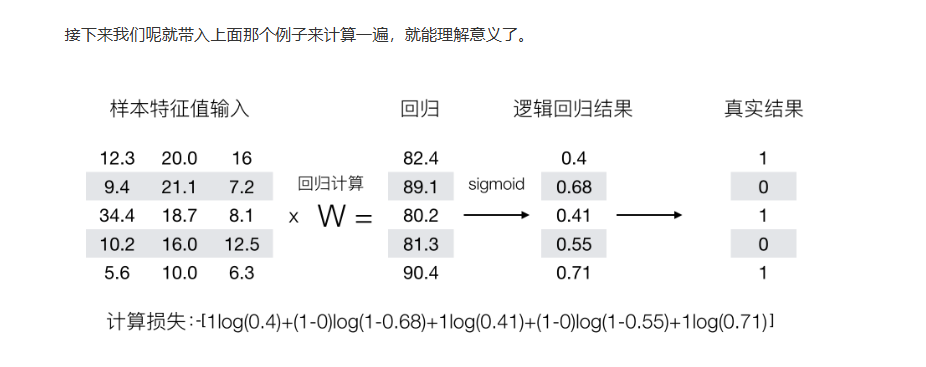 接下来我们呢就带入上面那个例子来计算一遍，就能理解意义了。
样本特征值输入 回归 逻辑回归结果 真实结果
12.3 20.0 16 82.4 0.4 1
9.4 21.1 7.2 回归计算 89.1 sigmoid 0.68 0
34.4 18.7 8.1 x W = 80.2 0.41 1
10.2 16.0 12.5 81.3 0.55 0
5.6 10.0 6.3 90.4 0.71 1
计算损失:-[1log(0.4)+(1-0)log(1-0.68)+1log(0.41)+(1-0)log(1-0.55)+1log(0.71)]